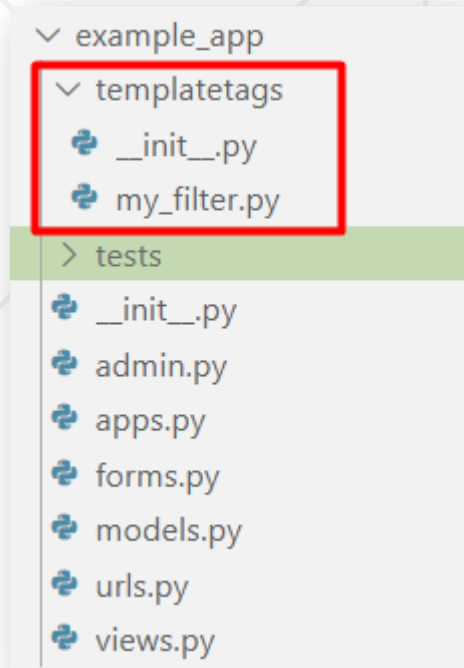 example_app
templatetags
__init__.py
my_filter.py
tests
__init__.py
admin.py
apps.py
forms.py
models.py
urls.py
views.py